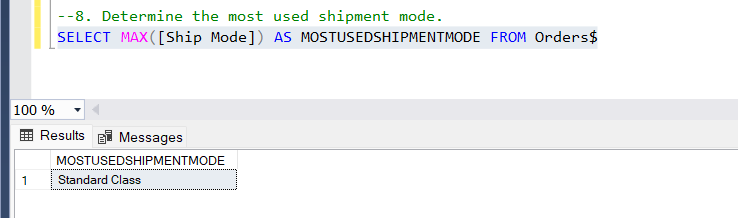 --8. Determine the most used shipment mode.
SELECT MAX([Ship Mode]) AS MOSTUSEDSHIPMENTMODE FROM Orders$
100 %
Results Messages
MOSTUSEDSHIPMENTMODE
1 Standard Class